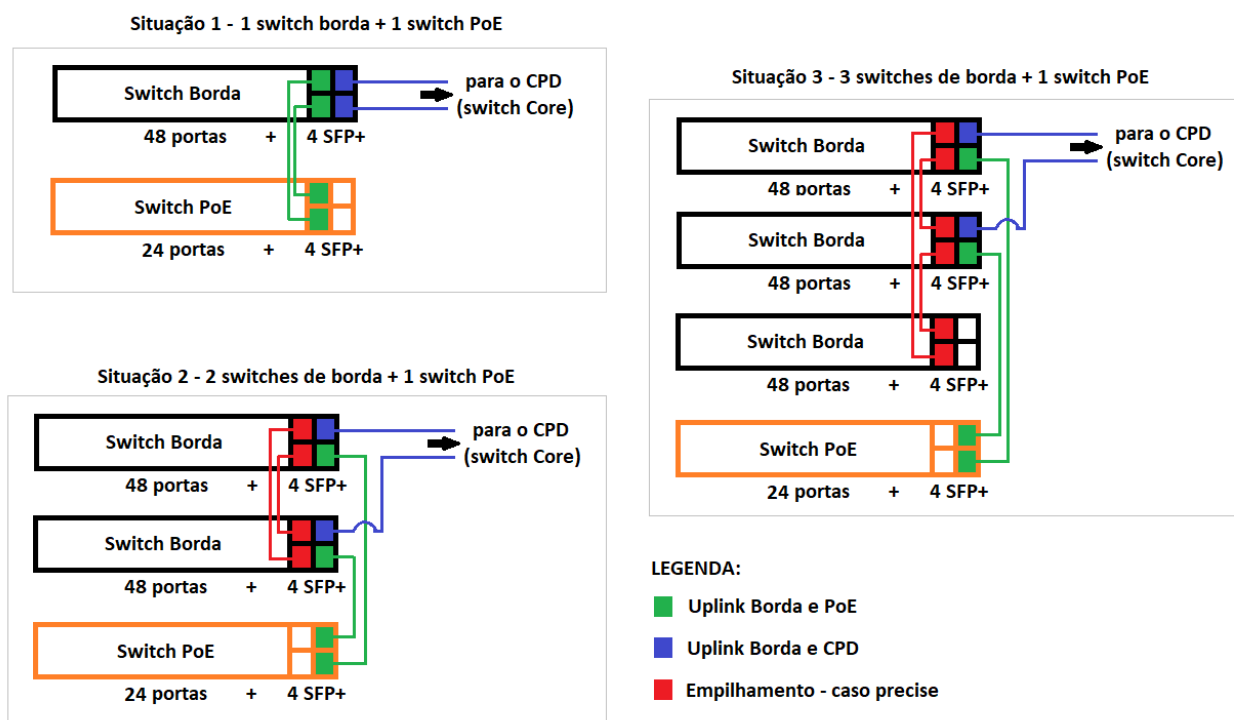 Situação 1 - 1 switch borda + 1 switch PoE
Switch Borda
para o CPD
(switch Core)
48 portas + 4 SFP+
Switch PoE
24 portas + 4 SFP+
Situação 2 - 2 switches de borda + 1 switch PoE
Switch Borda
para o CPD
(switch Core)
48 portas + 4 SFP+
Switch Borda
48 portas + 4 SFP+
Switch PoE
24 portas + 4 SFP+
Situação 3 - 3 switches de borda + 1 switch PoE
Switch Borda
para o CPD
(switch Core)
48 portas + 4 SFP+
Switch Borda
48 portas + 4 SFP+
Switch Borda
48 portas + 4 SFP+
Switch PoE
24 portas + 4 SFP+
LEGENDA:
Uplink Borda e PoE
Uplink Borda e CPD
Empilhamento - caso precise